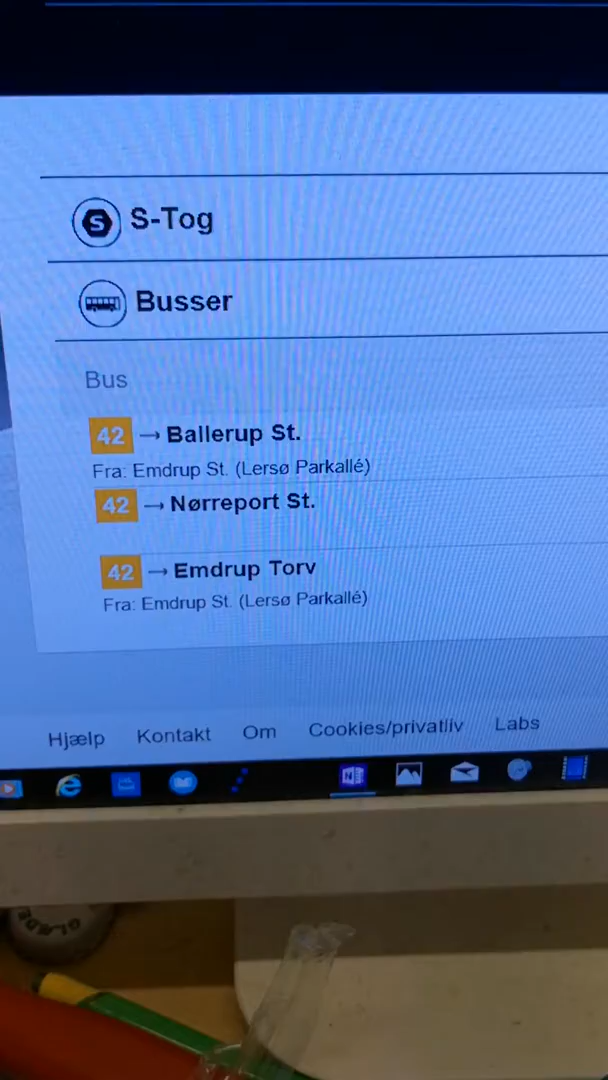 S S-Tog
Busser
Bus
42 → Ballerup St.
Fra: Emdrup St. (Lersø Parkallé)
42 → Nørreport St.
42 → Emdrup Torv
Fra: Emdrup St. (Lersø Parkallé)
Hjælp Kontakt Om Cookies/privatliv Labs
N
GLÆDE